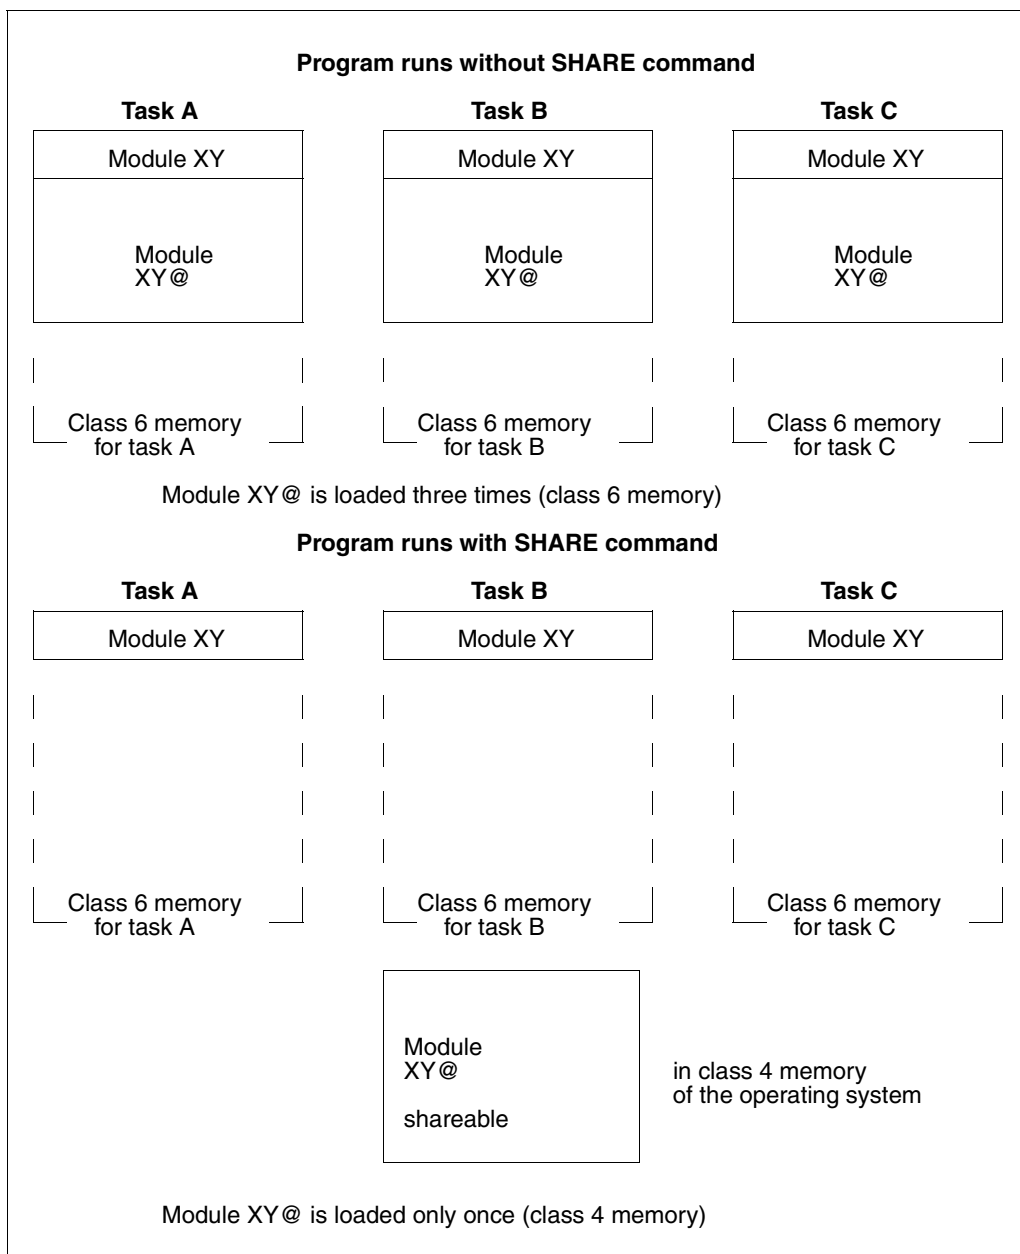 Program runs without SHARE command
Task A
Task B
Task C
Module XY
Module XY
Module XY
Module
XY@
Module
XY@
Module
XY@
Class 6 memory
for task A
Class 6 memory
for task B
Class 6 memory
for task C
Module XY@ is loaded three times (class 6 memory)
Program runs with SHARE command
Task A
Task B
Task C
Module XY
Module XY
Module XY
Class 6 memory
for task A
Class 6 memory
for task B
Class 6 memory
for task C
Module
XY@
shareable
in class 4 memory
of the operating system
Module XY@ is loaded only once (class 4 memory)